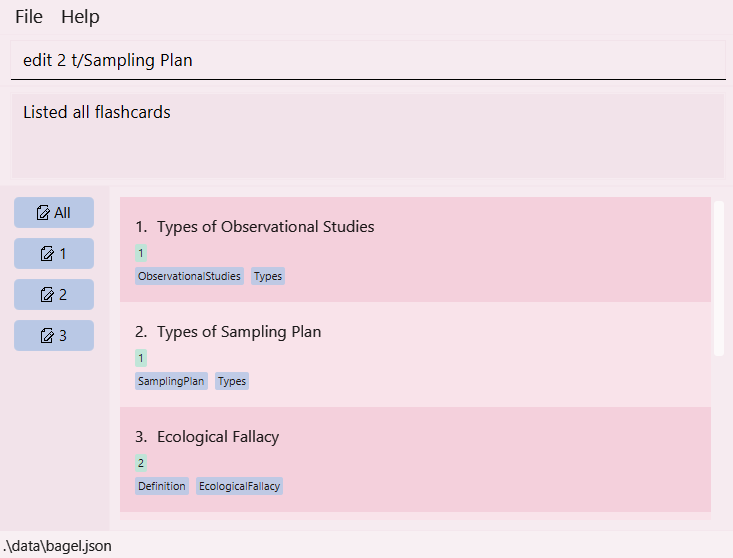 File Help
edit 2 t/Sampling Plan
Listed all flashcards
All
1
2
3
1. Types of Observational Studies
1
ObservationalStudies Types
2. Types of Sampling Plan
1
SamplingPlan Types
3. Ecological Fallacy
2
Definition EcologicalFallacy
.\data\bagel.json